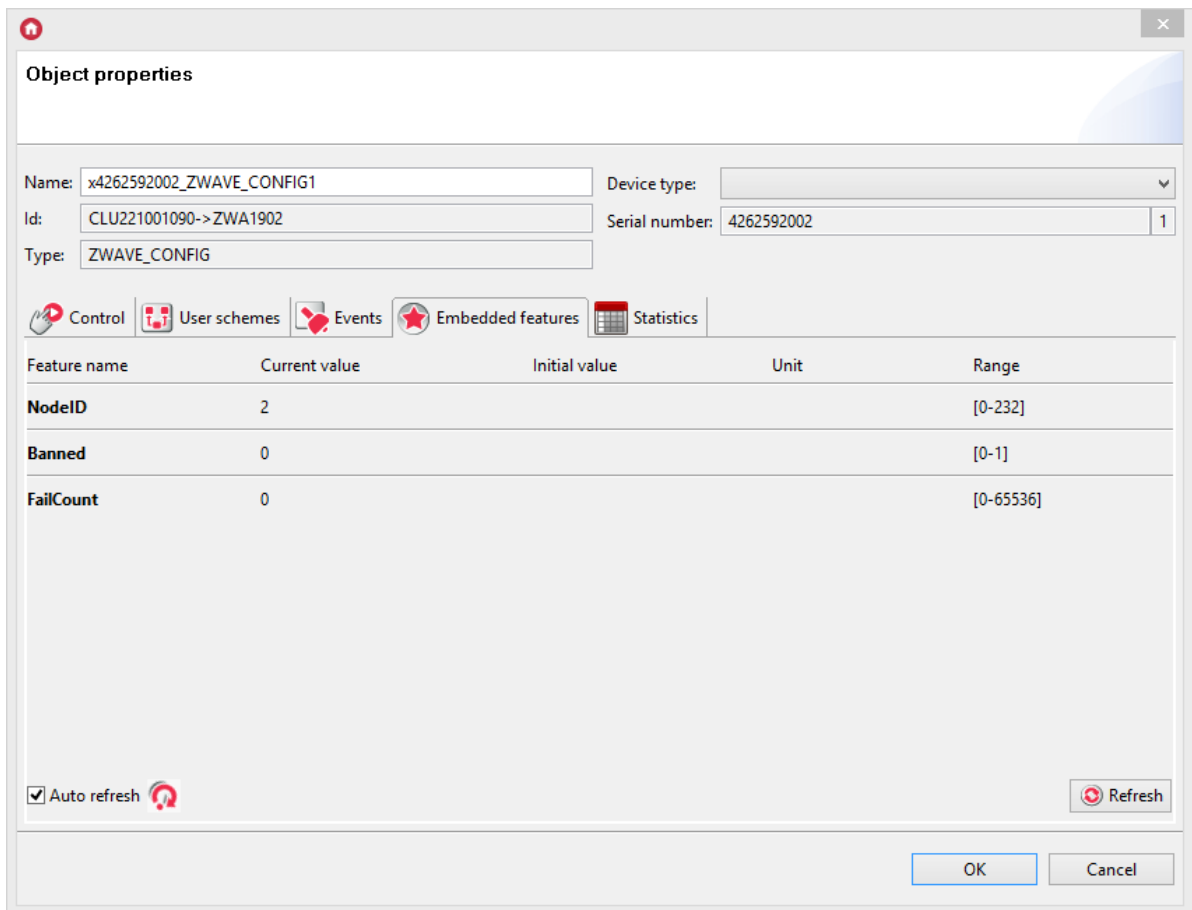 Object properties
Name: x4262592002_ZWAVE_CONFIG1 Device type:
Id: CLU221001090->ZWA1902 Serial number: 4262592002 1
Type: ZWAVE_CONFIG
Control User schemes Events Embedded features Statistics
Feature name Current value Initial value Unit Range
NodeID 2 [0-232]
Banned 0 [0-1]
FailCount 0 [0-65536]
Auto refresh Refresh
OK Cancel